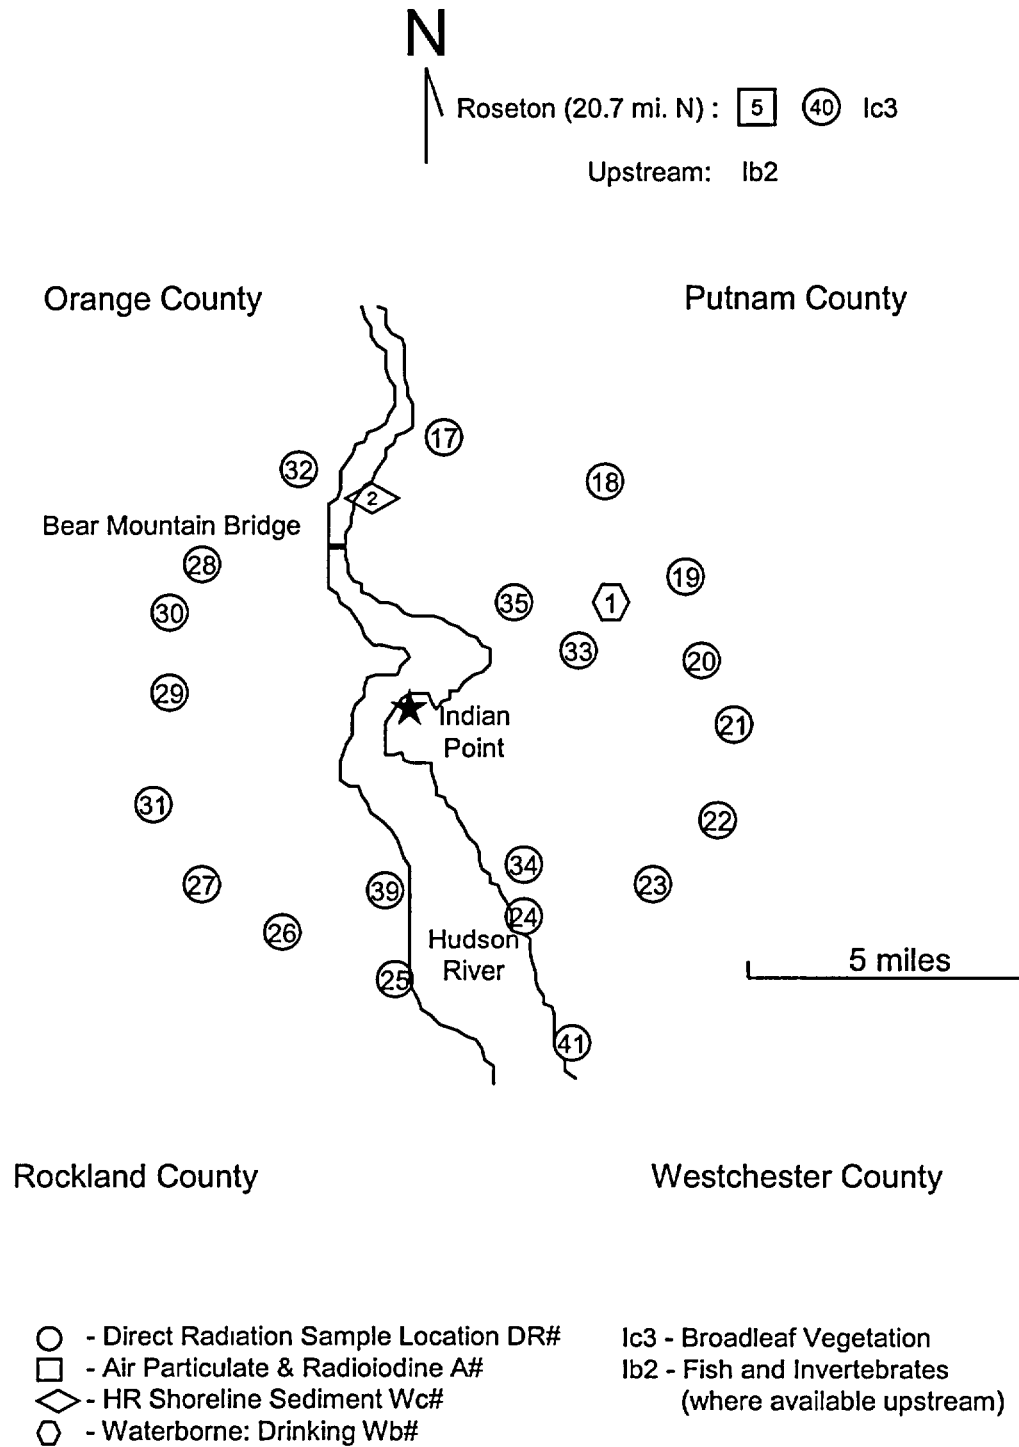 N
Roseton (20.7 mi. N) : 5 40 Ic3
Upstream: Ib2
Orange County
Putnam County
17
32
18
2
Bear Mountain Bridge
28
19
35
1
30
33
20
29
Indian
Point
21
31
22
34
27
39
23
24
26
Hudson
River
5 miles
25
41
Rockland County
Westchester County
- Direct Radiation Sample Location DR#
- Air Particulate & Radioiodine A#
- HR Shoreline Sediment Wc#
- Waterborne: Drinking Wb#
Ic3 - Broadleaf Vegetation
Ib2 - Fish and Invertebrates
(where available upstream)